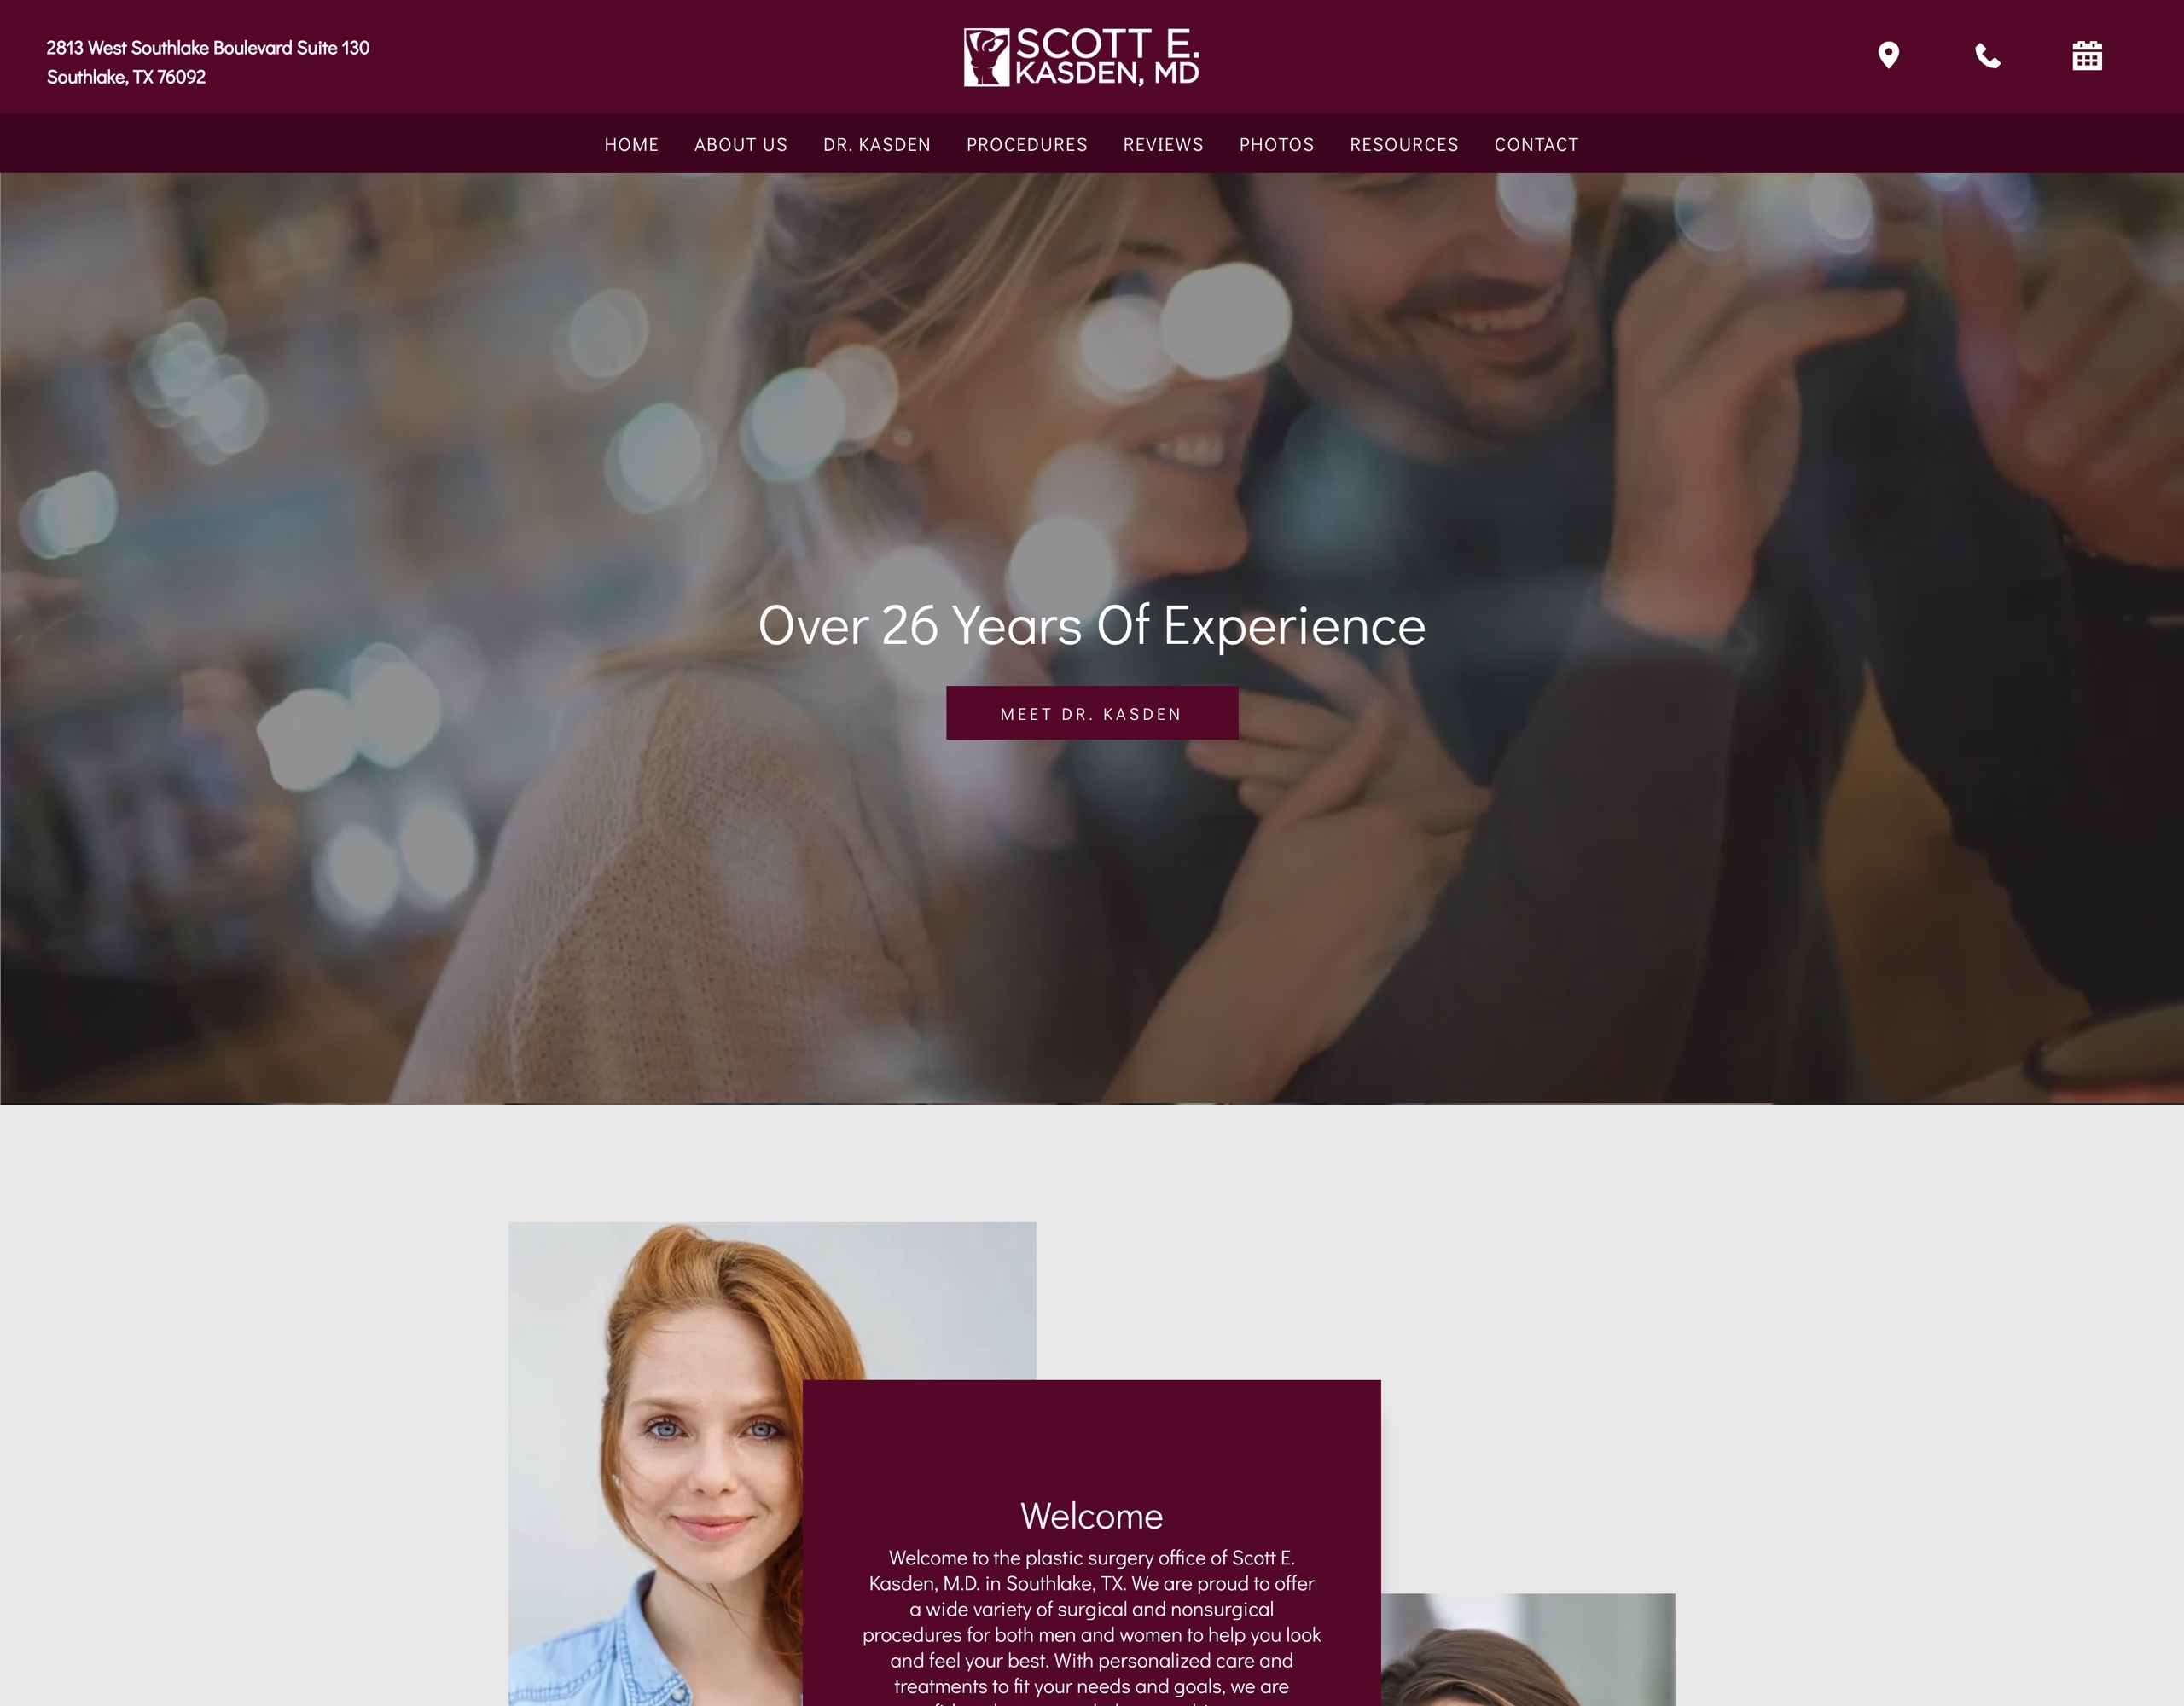 2813 West Southlake Boulevard Suite 130
Southlake, TX 76092
SCOTT E.
KASDEN, MD
HOME ABOUT US DR. KASDEN PROCEDURES REVIEWS PHOTOS RESOURCES CONTACT
Over 26 Years Of Experience
MEET DR. KASDEN
Welcome
Welcome to the plastic surgery office of Scott E.
Kasden, M.D. in Southlake, TX. We are proud to offer
a wide variety of surgical and nonsurgical
procedures for both men and women to help you look
and feel your best. With personalized care and
treatments to fit your needs and goals, we are